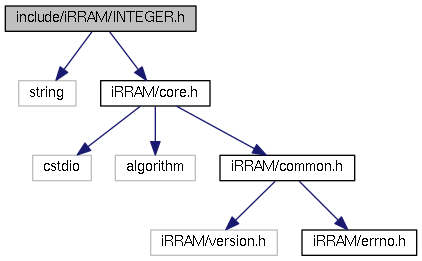 include/iRRAM/INTEGER.h
string
iRRAM/core.h
cstdio
algorithm
iRRAM/common.h
iRRAM/version.h
iRRAM/errno.h